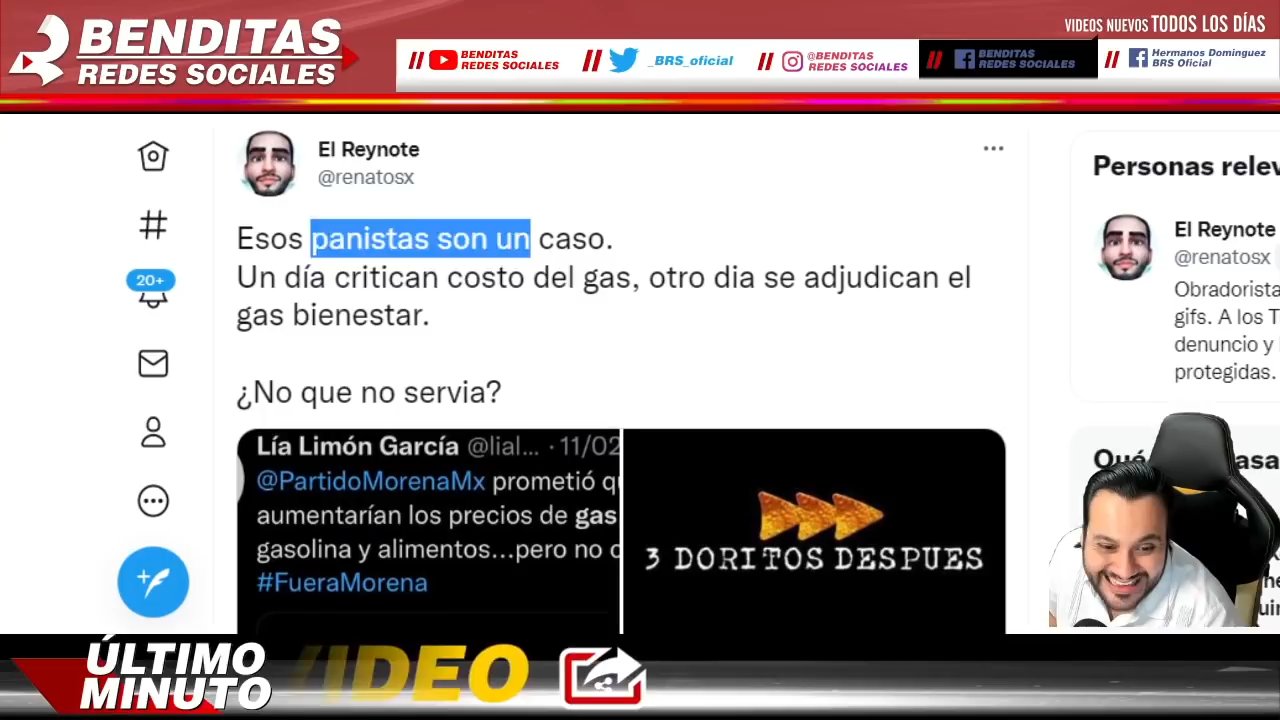 BENDITAS
REDES SOCIALES
VIDEOS NUEVOS TODOS LOS DÍAS
// BENDITAS
REDES SOCIALES
// _BRS_oficial
// @BENDITAS
REDES SOCIALES
// BENDITAS
REDES SOCIALES
// Hermanos Dominguez
BRS Oficial
El Reynote
@renatosx
Esos panistas son un caso.
Un día critican costo del gas, otro dia se adjudican el
gas bienestar.
¿No que no servia?
20+
Lía Limón García @lial... · 11/02
@PartidoMorenaMx prometió
aumentarían los precios de gas
gasolina y alimentos...pero no
#FueraMorena
3 DORITOS DESPUES
Personas
El Reynote
@renatosx
Obradorista
gifs. A los
denuncio y
protegidas.
ÚLTIMO
MINUTO
VIDEO